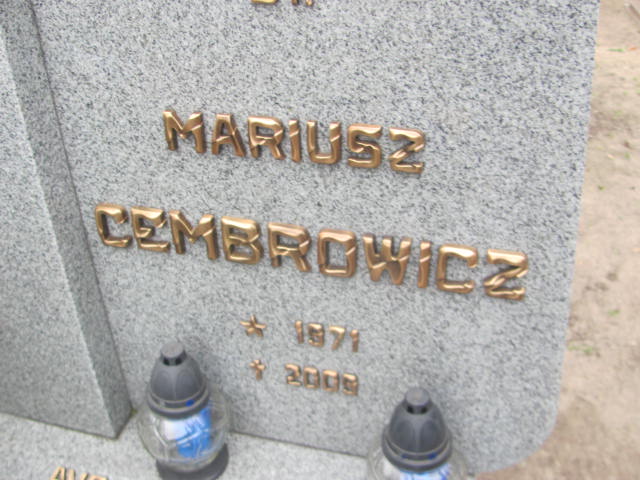 MARIUSZ
CEMBROWICZ
* 1971
† 2009